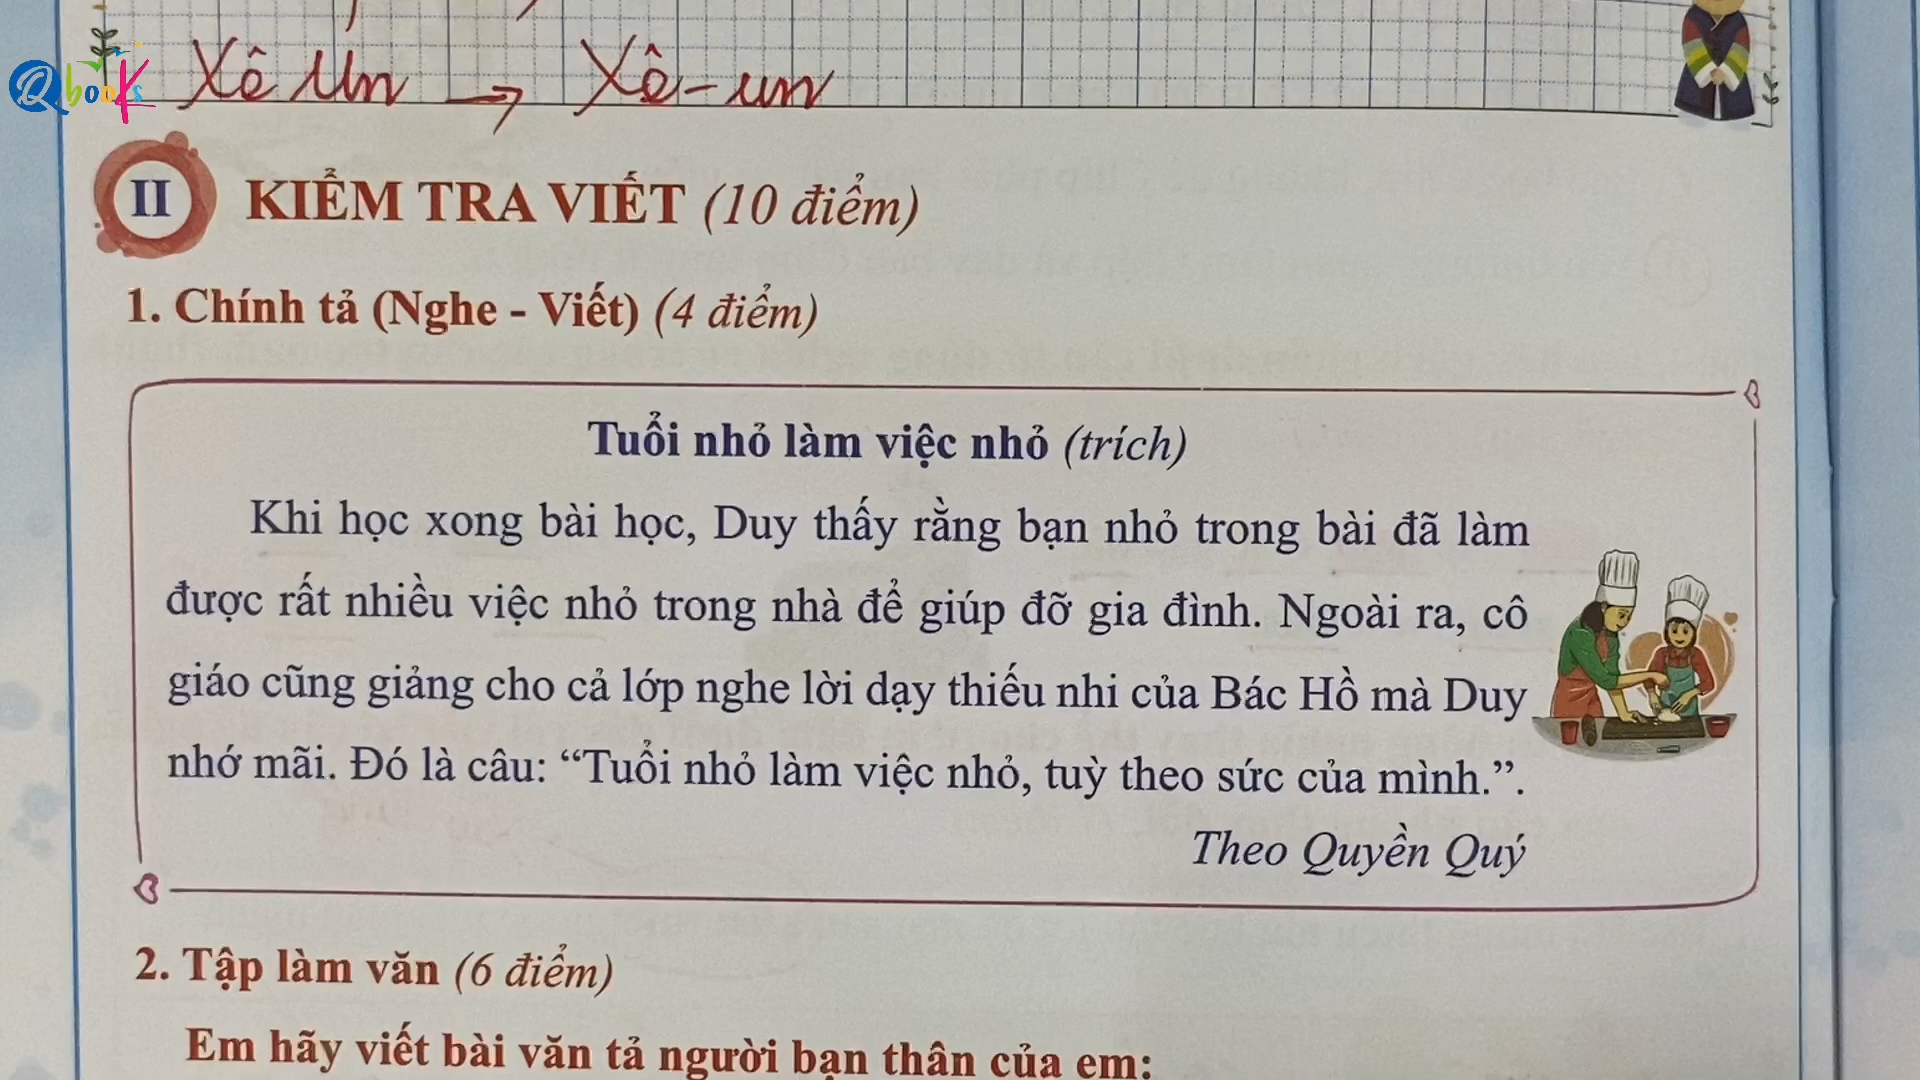 Qbooks
Xê Un → Xê-un
II KIỂM TRA VIẾT (10 điểm)
1. Chính tả (Nghe - Viết) (4 điểm)
Tuổi nhỏ làm việc nhỏ (trích)
Khi học xong bài học, Duy thấy rằng bạn nhỏ trong bài đã làm
được rất nhiều việc nhỏ trong nhà để giúp đỡ gia đình. Ngoài ra, cô
giáo cũng giảng cho cả lớp nghe lời dạy thiếu nhi của Bác Hồ mà Duy
nhớ mãi. Đó là câu: “Tuổi nhỏ làm việc nhỏ, tuỳ theo sức của mình.”.
Theo Quyền Quý
2. Tập làm văn (6 điểm)
Em hãy viết bài văn tả người bạn thân của em: